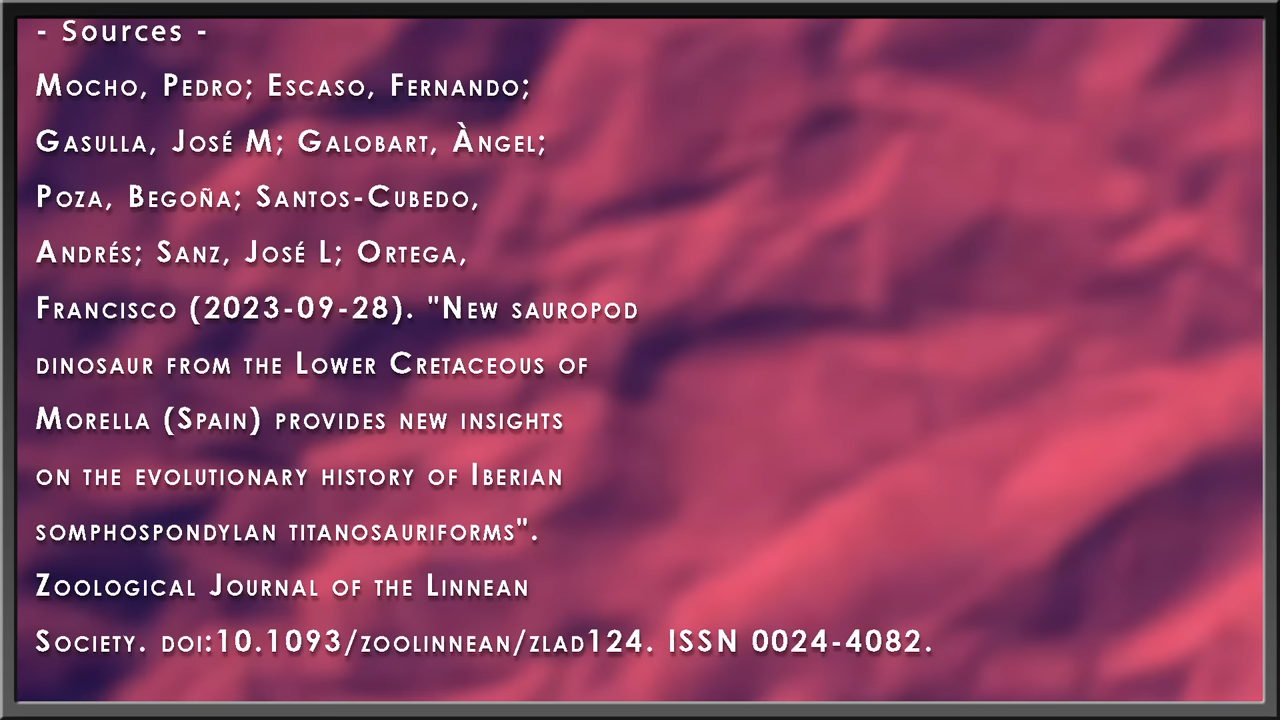 - Sources -
Mocho, Pedro; Escaso, Fernando;
Gasulla, José M; Galobart, Àngel;
Poza, Begoña; Santos-Cubedo,
Andrés; Sanz, José L; Ortega,
Francisco (2023-09-28). "New sauropod
dinosaur from the Lower Cretaceous of
Morella (Spain) provides new insights
on the evolutionary history of Iberian
somphospondylan titanosauriforms".
Zoological Journal of the Linnean
Society. doi:10.1093/zoolinnean/zlad124. ISSN 0024-4082.